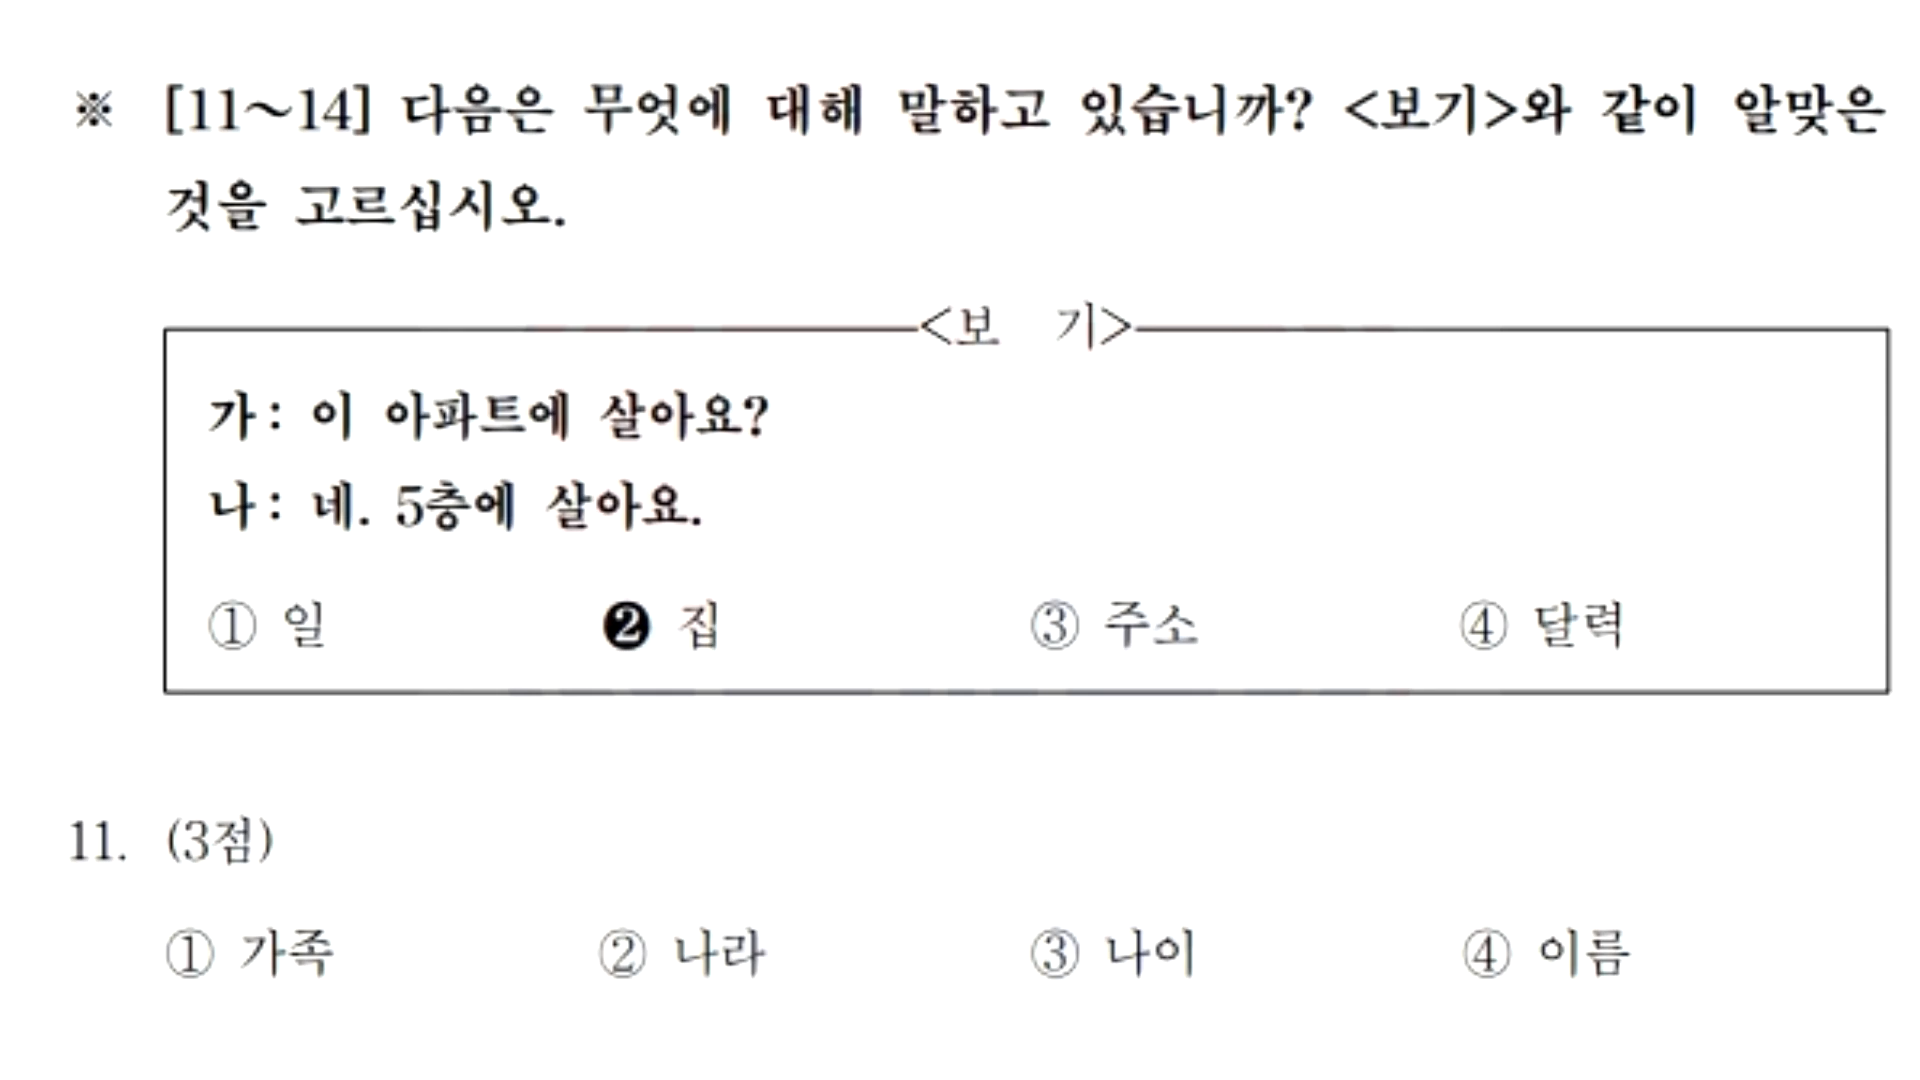 ※ [11～14] 다음은 무엇에 대해 말하고 있습니까? <보기>와 같이 알맞은
것을 고르십시오.
<보 기>
가: 이 아파트에 살아요?
나: 네. 5층에 살아요.
① 일 ❷ 집 ③ 주소 ④ 달력
11. (3점)
① 가족 ② 나라 ③ 나이 ④ 이름